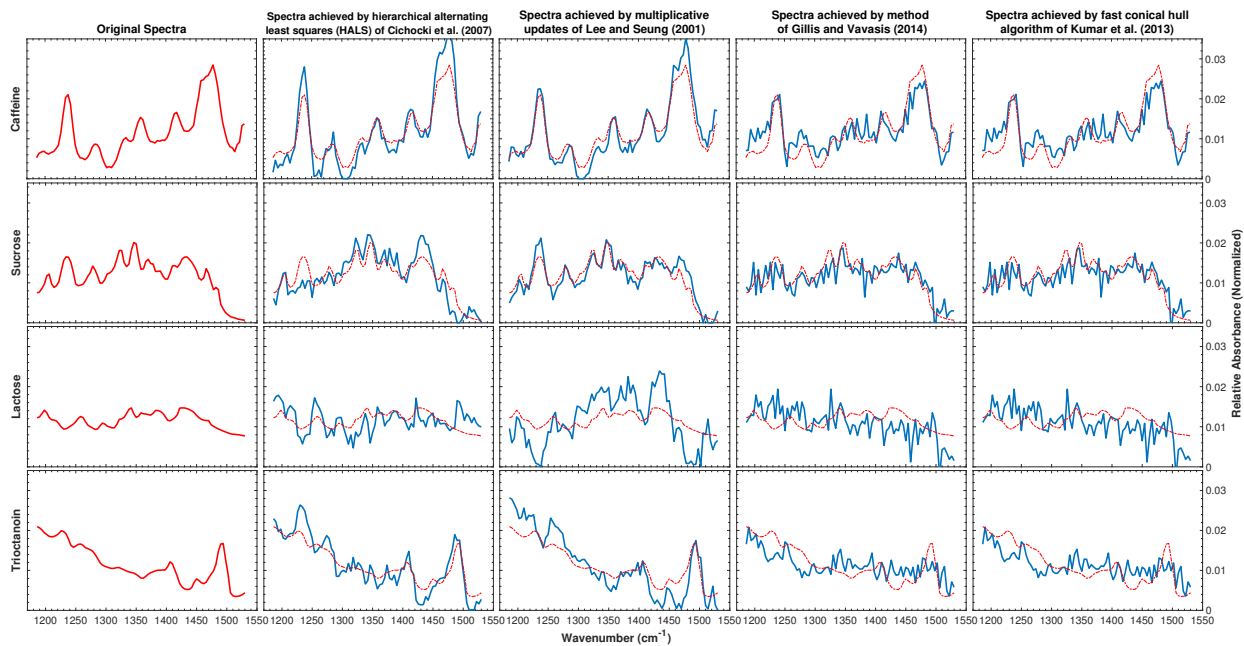 Original Spectra
Spectra achieved by hierarchical alternating
least squares (HALS) of Cichocki et al. (2007)
Spectra achieved by multiplicative
updates of Lee and Seung (2001)
Spectra achieved by method
of Gillis and Vavasis (2014)
Spectra achieved by fast conical hull
algorithm of Kumar et al. (2013)
Caffeine
0.03
0.02
0.01
0
Sucrose
0.03
0.02
0.01
0
Lactose
0.03
0.02
0.01
0
Trioctanoin
0.03
0.02
0.01
0
Relative Absorbance (Normalized)
1200 1250 1300 1350 1400 1450 1500 1550
1200 1250 1300 1350 1400 1450 1500 1550
1200 1250 1300 1350 1400 1450 1500 1550
1200 1250 1300 1350 1400 1450 1500 1550
1200 1250 1300 1350 1400 1450 1500 1550
Wavenumber (cm⁻¹)